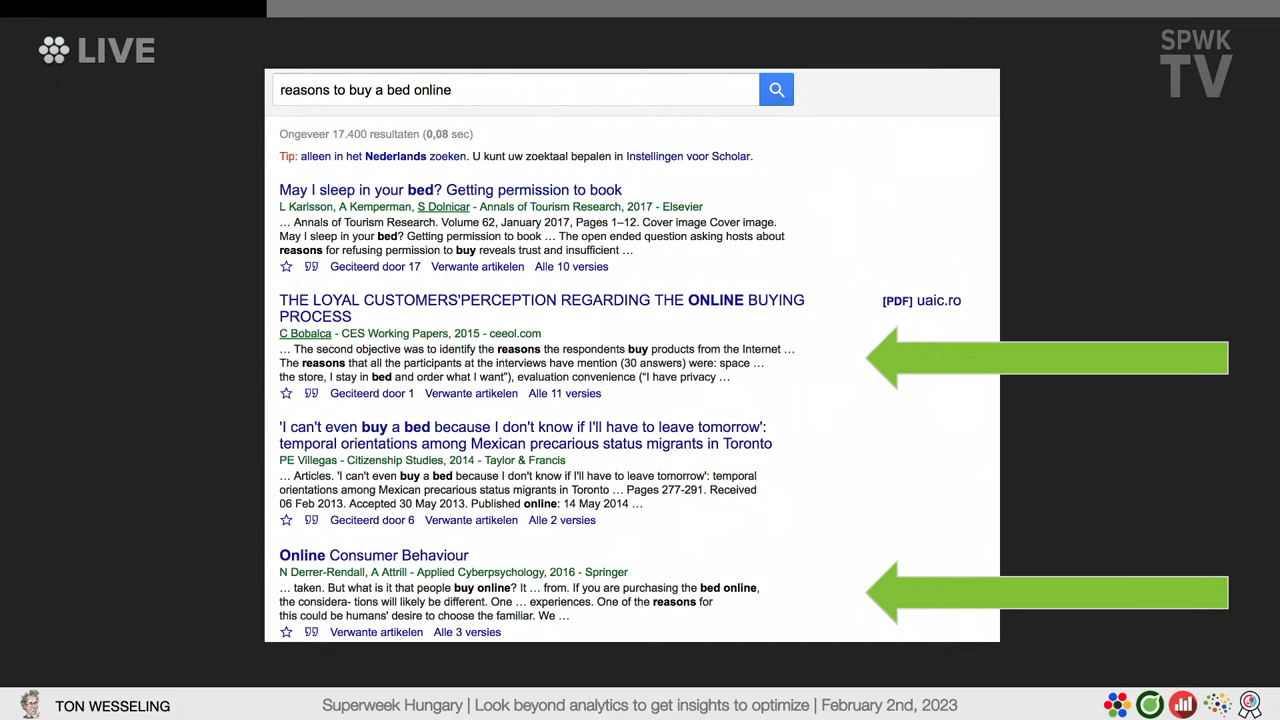 LIVE
SPWK
TV
reasons to buy a bed online
Ongeveer 17.400 resultaten (0,08 sec)
Tip: alleen in het Nederlands zoeken. U kunt uw zoektaal bepalen in Instellingen voor Scholar.
May I sleep in your bed? Getting permission to book
L Karlsson, A Kemperman, S Dolnicar - Annals of Tourism Research, 2017 - Elsevier
… Annals of Tourism Research. Volume 62, January 2017, Pages 1–12. Cover image Cover image.
May I sleep in your bed? Getting permission to book … The open ended question asking hosts about
reasons for refusing permission to buy reveals trust and insufficient …
Geciteerd door 17 Verwante artikelen Alle 10 versies
THE LOYAL CUSTOMERS'PERCEPTION REGARDING THE ONLINE BUYING
PROCESS
[PDF] uaic.ro
C Bobalca - CES Working Papers, 2015 - ceeol.com
… The second objective was to identify the reasons the respondents buy products from the Internet …
The reasons that all the participants at the interviews have mention (30 answers) were: space …
the store, I stay in bed and order what I want"), evaluation convenience ("I have privacy …
Geciteerd door 1 Verwante artikelen Alle 11 versies
'I can't even buy a bed because I don't know if I'll have to leave tomorrow':
temporal orientations among Mexican precarious status migrants in Toronto
PE Villegas - Citizenship Studies, 2014 - Taylor & Francis
… Articles. 'I can't even buy a bed because I don't know if I'll have to leave tomorrow': temporal
orientations among Mexican precarious status migrants in Toronto … Pages 277-291. Received
06 Feb 2013. Accepted 30 May 2013. Published online: 14 May 2014 …
Geciteerd door 6 Verwante artikelen Alle 2 versies
Online Consumer Behaviour
N Derrer-Rendall, A Attrill - Applied Cyberpsychology, 2016 - Springer
… taken. But what is it that people buy online? It … from. If you are purchasing the bed online,
the considera- tions will likely be different. One … experiences. One of the reasons for
this could be humans' desire to choose the familiar. We …
Verwante artikelen Alle 3 versies
TON WESSELING
Superweek Hungary | Look beyond analytics to get insights to optimize | February 2nd, 2023